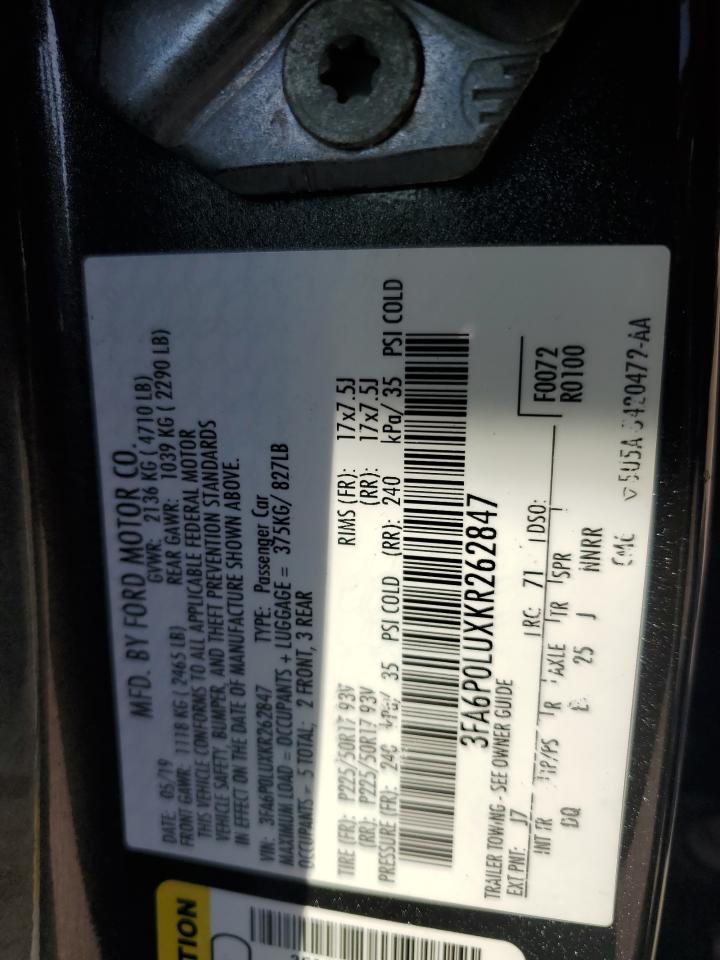 MFD. BY FORD MOTOR CO.
DATE: 05/19 GVWR: 2136 KG ( 4710 LB)
FRONT GAWR: 1118 KG ( 2465 LB) REAR GAWR: 1039 KG ( 2290 LB)
THIS VEHICLE CONFORMS TO ALL APPLICABLE FEDERAL MOTOR
VEHICLE SAFETY, BUMPER, AND THEFT PREVENTION STANDARDS
IN EFFECT ON THE DATE OF MANUFACTURE SHOWN ABOVE.
VIN: 3FA6P0LUXKR262847 TYPE: Passenger Car
MAXIMUM LOAD = OCCUPANTS + LUGGAGE = 375KG/ 827LB
OCCUPANTS - 5 TOTAL; 2 FRONT, 3 REAR
TIRE (FR): P225/50R17 93V RIMS (FR): 17x7.5J
(RR): P225/50R17 93V (RR): 17x7.5J
PRESSURE (FR): 240 kPa/ 35 PSI COLD (RR): 240 kPa/ 35 PSI COLD
3FA6P0LUXKR262847
TRAILER TOWING - SEE OWNER GUIDE
EXT PNT: J7 RC: 71 DSO: F0072
INT TR TP/PS R AXLE TR SPR R0100
DQ 25 J NNRR
TION